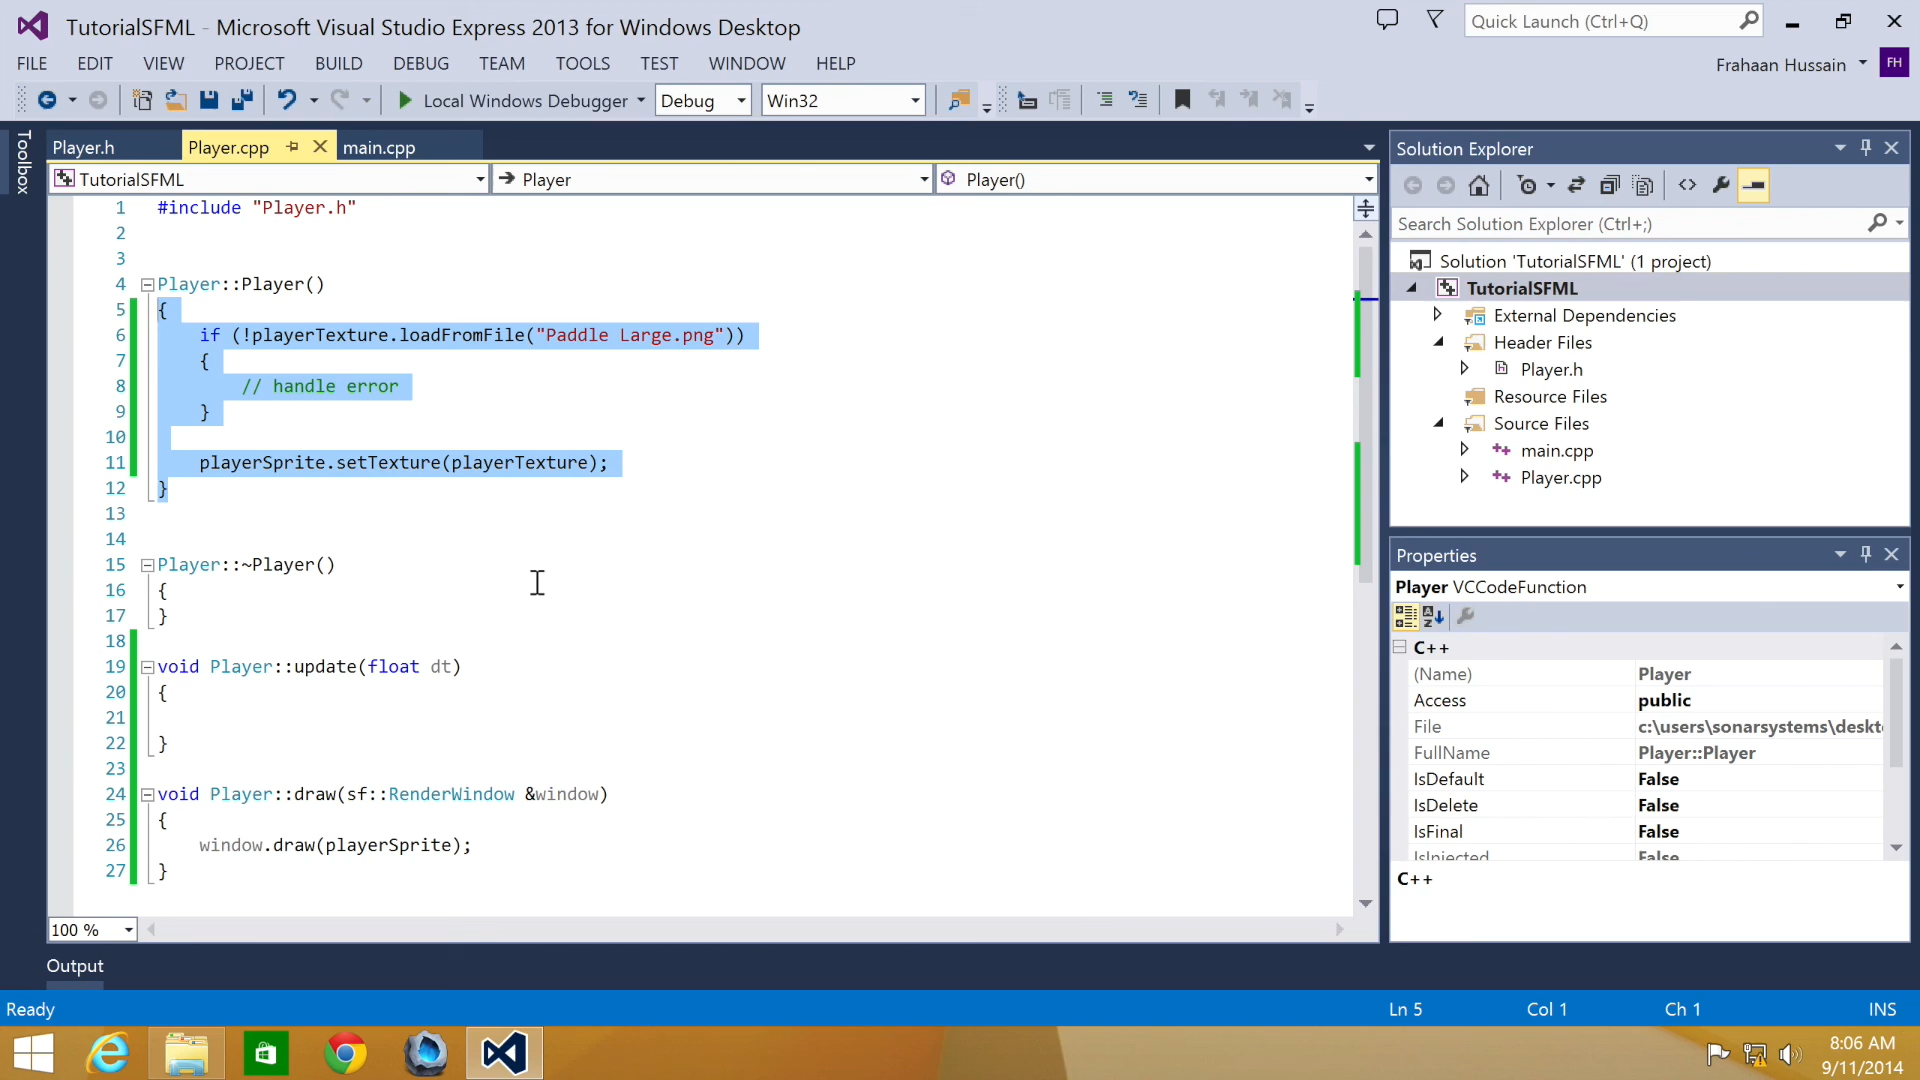 TutorialSFML - Microsoft Visual Studio Express 2013 for Windows Desktop
Quick Launch (Ctrl+Q)
FILE EDIT VIEW PROJECT BUILD DEBUG TEAM TOOLS TEST WINDOW HELP
Frahaan Hussain FH
Local Windows Debugger Debug Win32
Toolbox
Player.h Player.cpp main.cpp
TutorialSFML Player Player()
1 #include "Player.h"
2
3
4 Player::Player()
5 {
6 if (!playerTexture.loadFromFile("Paddle Large.png"))
7 {
8 // handle error
9 }
10
11 playerSprite.setTexture(playerTexture);
12 }
13
14
15 Player::~Player()
16 {
17 }
18
19 void Player::update(float dt)
20 {
21
22 }
23
24 void Player::draw(sf::RenderWindow &window)
25 {
26 window.draw(playerSprite);
27 }
100 %
Output
Solution Explorer
Search Solution Explorer (Ctrl+;)
Solution 'TutorialSFML' (1 project)
TutorialSFML
External Dependencies
Header Files
Player.h
Resource Files
Source Files
main.cpp
Player.cpp
Properties
Player VCCodeFunction
C++
(Name) Player
Access public
File c:\users\sonarsystems\deskt
FullName Player::Player
IsDefault False
IsDelete False
IsFinal False
IsInjected False
C++
Ready Ln 5 Col 1 Ch 1 INS
8:06 AM
9/11/2014